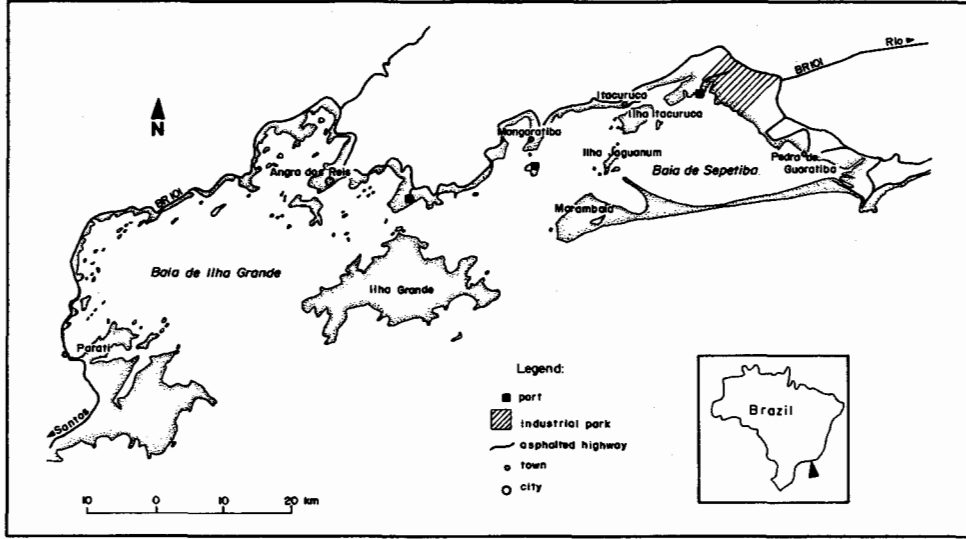 Rio
BR101
Itacuruca
Ilha Itacuruca
N
Mangaratiba
Ilha Jaguanum
Pedra de
Guaratiba
Angra dos Reis
Baia de Sepetiba
BR101
Marambaia
Baia de Ilha Grande
Ilha Grande
Parati
Santos
Legend:
port
industrial park
asphalted highway
town
city
Brazil
10 0 10 20 km